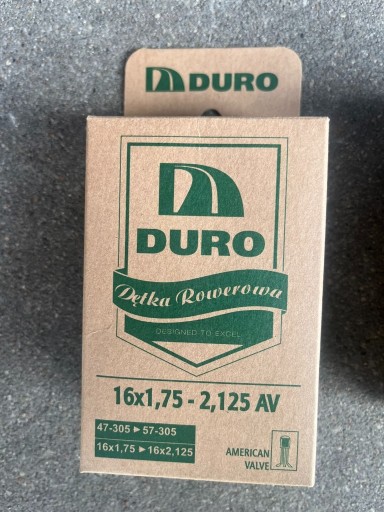 DURO
DURO
Dętka Rowerowa
DESIGNED TO EXCEL
16x1,75 - 2,125 AV
47-305 ▶ 57-305
16x1,75 ▶ 16x2,125
AMERICAN
VALVE